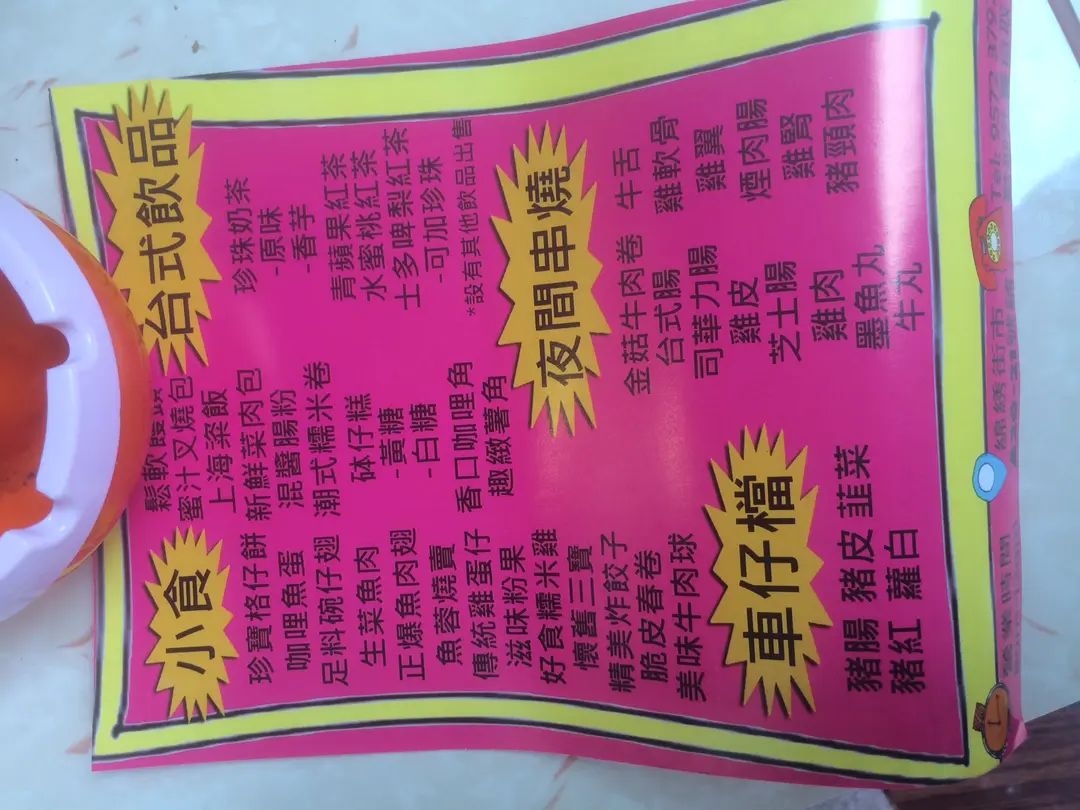 小食
珍寶格仔餅
咖哩魚蛋
足料碗仔翅
生菜魚肉
正爆魚肉翅
魚蓉燒賣
傳統雞蛋仔
滋味粉果
好食糯米雞
懷舊三寶
精美炸餃子
脆皮春卷
美味牛肉球
鬆軟饅頭
蜜汁叉燒包
上海粢飯
新鮮菜肉包
混醬腸粉
潮式糯米卷
砵仔糕
-黃糖
-白糖
香口咖哩角
趣緻薯角
台式飲品
珍珠奶茶
-原味
-香芋
青蘋果紅茶
水蜜桃紅茶
士多啤梨紅茶
-可加珍珠
*設有其他飲品出售
夜間串燒
金菇牛肉卷
台式腸
司華力腸
雞皮
芝士腸
雞肉
墨魚丸
牛丸
牛舌
雞軟骨
雞翼
煙肉腸
雞腎
豬頸肉
車仔檔
豬腸 豬皮 韮菜
豬紅 蘿白
錦綉街市
Tel: 9577 379